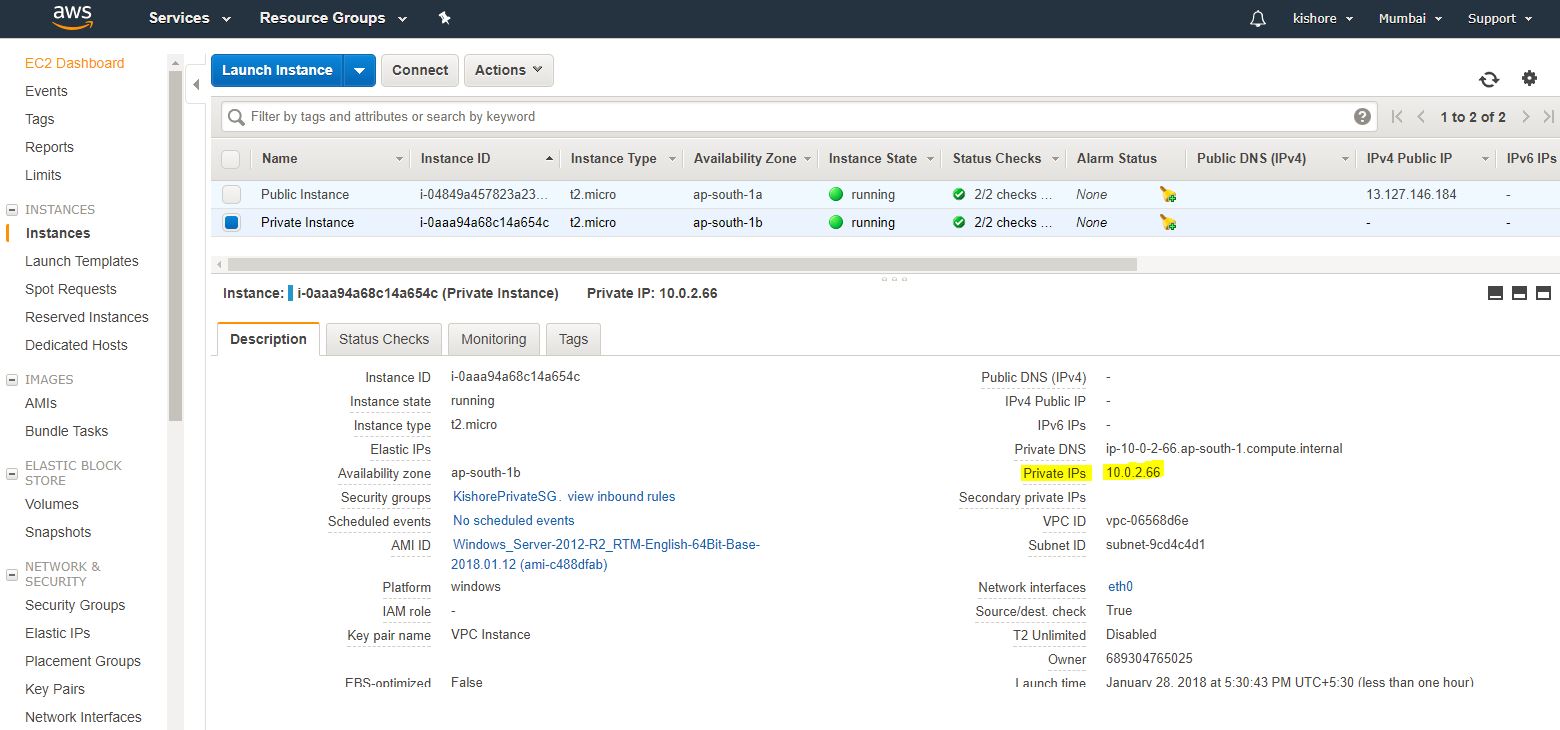 aws Services Resource Groups kishore Mumbai Support
EC2 Dashboard
Events
Tags
Reports
Limits
INSTANCES
Instances
Launch Templates
Spot Requests
Reserved Instances
Dedicated Hosts
IMAGES
AMIs
Bundle Tasks
ELASTIC BLOCK
STORE
Volumes
Snapshots
NETWORK &
SECURITY
Security Groups
Elastic IPs
Placement Groups
Key Pairs
Network Interfaces
Launch Instance Connect Actions
Filter by tags and attributes or search by keyword ? 1 to 2 of 2
Name Instance ID Instance Type Availability Zone Instance State Status Checks Alarm Status Public DNS (IPv4) IPv4 Public IP IPv6 IPs
Public Instance i-04849a457823a23... t2.micro ap-south-1a running 2/2 checks ... None 13.127.146.184 -
Private Instance i-0aaa94a68c14a654c t2.micro ap-south-1b running 2/2 checks ... None - -
Instance: i-0aaa94a68c14a654c (Private Instance) Private IP: 10.0.2.66
Description Status Checks Monitoring Tags
Instance ID i-0aaa94a68c14a654c
Instance state running
Instance type t2.micro
Elastic IPs
Availability zone ap-south-1b
Security groups KishorePrivateSG. view inbound rules
Scheduled events No scheduled events
AMI ID Windows_Server-2012-R2_RTM-English-64Bit-Base-
2018.01.12 (ami-c488dfab)
Platform windows
IAM role -
Key pair name VPC Instance
EBS-optimized False
Public DNS (IPv4) -
IPv4 Public IP -
IPv6 IPs -
Private DNS ip-10-0-2-66.ap-south-1.compute.internal
Private IPs 10.0.2.66
Secondary private IPs
VPC ID vpc-06568d6e
Subnet ID subnet-9cd4c4d1
Network interfaces eth0
Source/dest. check True
T2 Unlimited Disabled
Owner 689304765025
Launch time January 28, 2018 at 5:30:43 PM UTC+5:30 (less than one hour)